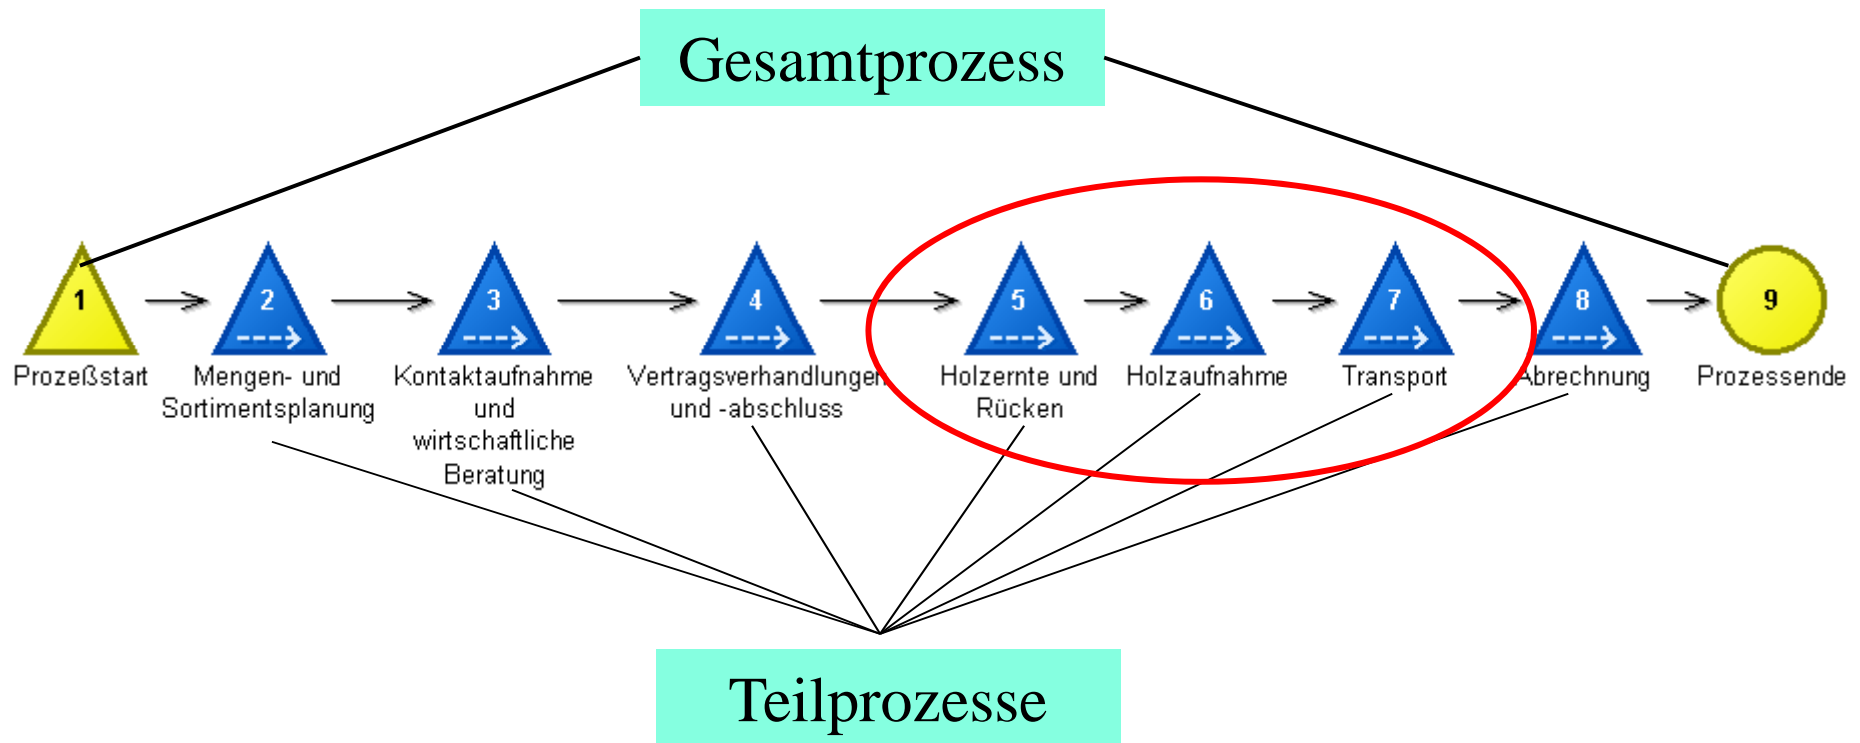 Gesamtprozess
1
2
3
4
5
6
7
8
9
Prozeßstart
Mengen- und
Sortimentsplanung
Kontaktaufnahme
und
wirtschaftliche
Beratung
Vertragsverhandlungen
und -abschluss
Holzernte und
Rücken
Holzaufnahme
Transport
Abrechnung
Prozessende
Teilprozesse